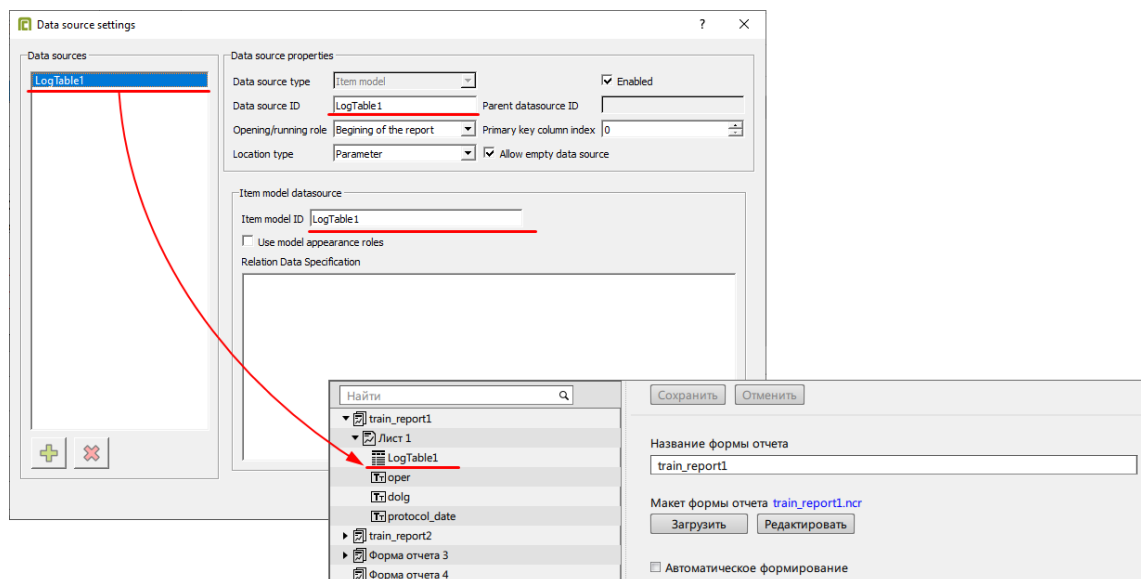 Data source settings
?
Data sources
LogTable1
Data source properties
Data source type Item model Enabled
Data source ID LogTable1 Parent datasource ID
Opening/running role Begining of the report Primary key column index 0
Location type Parameter Allow empty data source
Item model datasource
Item model ID LogTable1
Use model appearance roles
Relation Data Specification
Найти
train_report1
Лист 1
LogTable1
oper
dolg
protocol_date
train_report2
Форма отчета 3
Форма отчета 4
Сохранить Отменить
Название формы отчета
train_report1
Макет формы отчета train_report1.ncr
Загрузить Редактировать
Автоматическое формирование